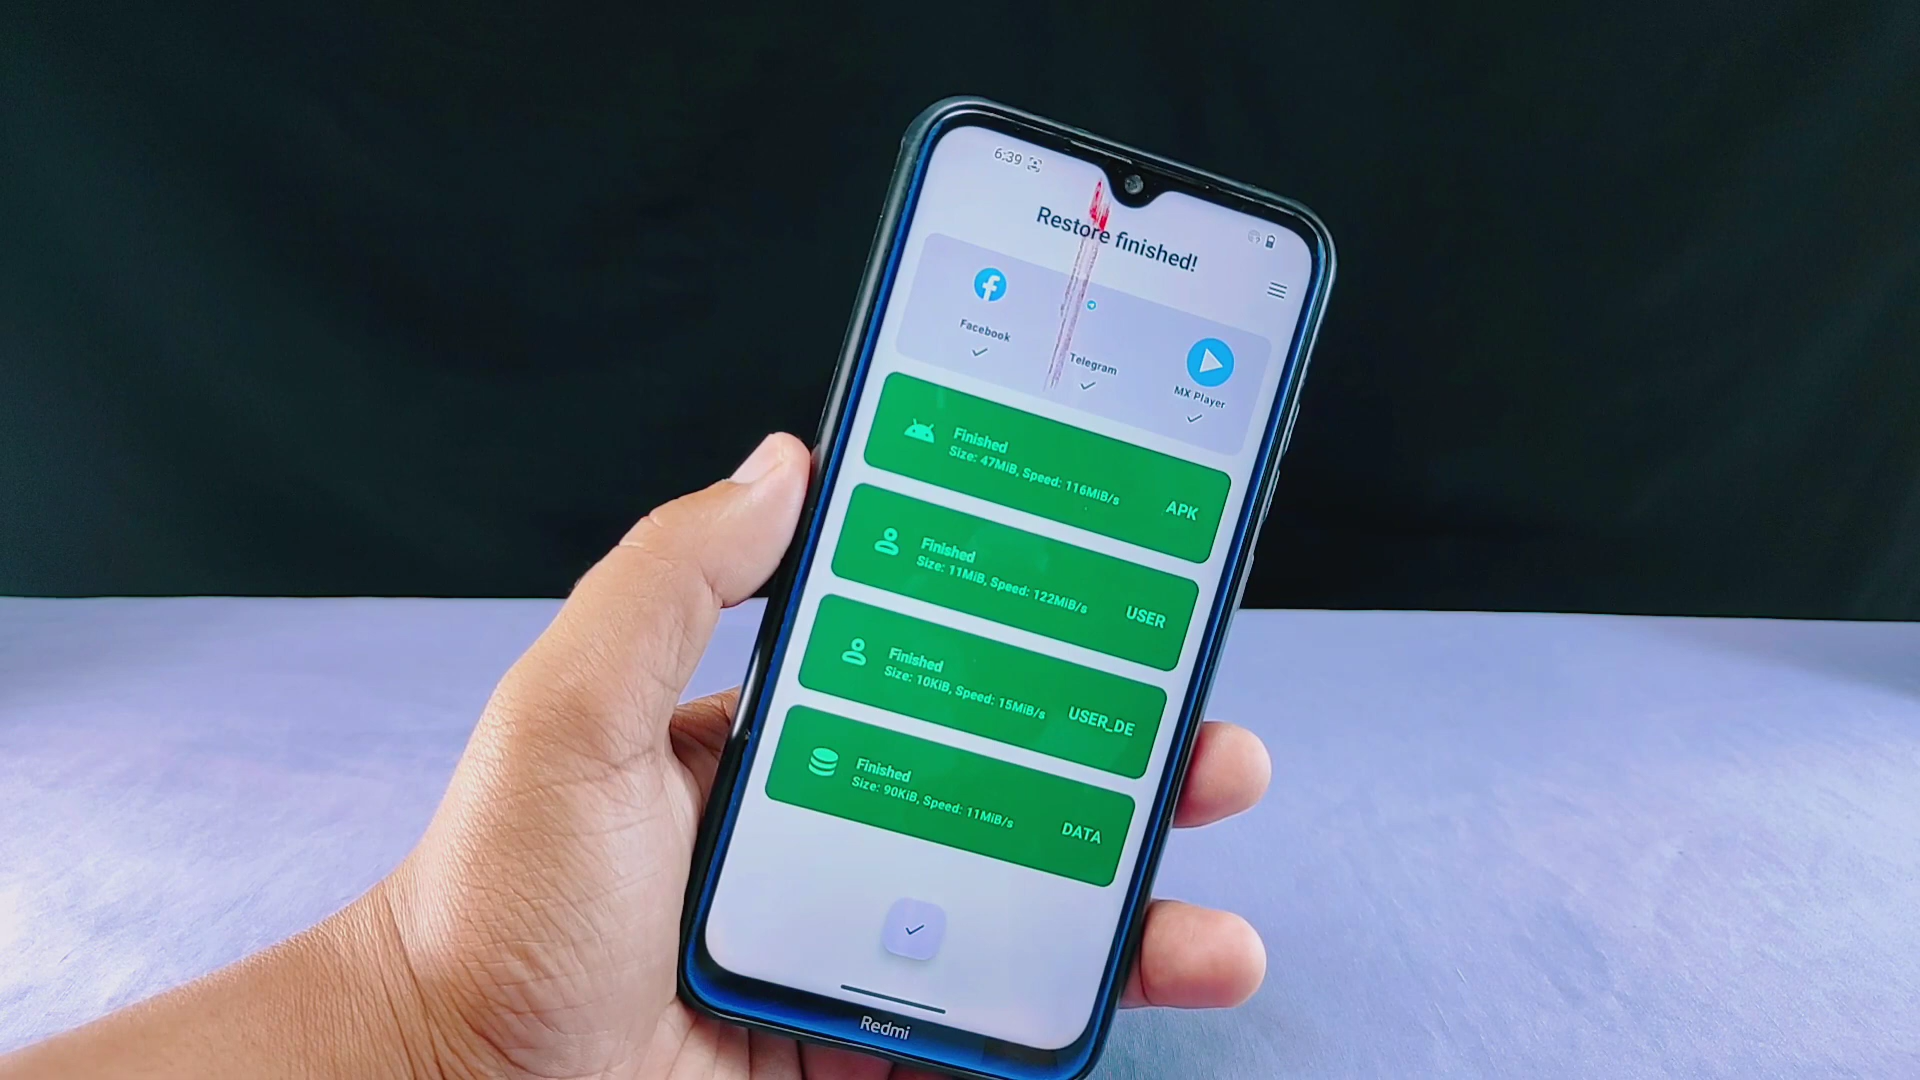 6:39
Restore finished!
Facebook
Telegram
MX Player
Finished
Size: 47MiB, Speed: 116MiB/s
APK
Finished
Size: 11MiB, Speed: 122MiB/s
USER
Finished
Size: 10KiB, Speed: 15MiB/s
USER_DE
Finished
Size: 90KiB, Speed: 11MiB/s
DATA
Redmi